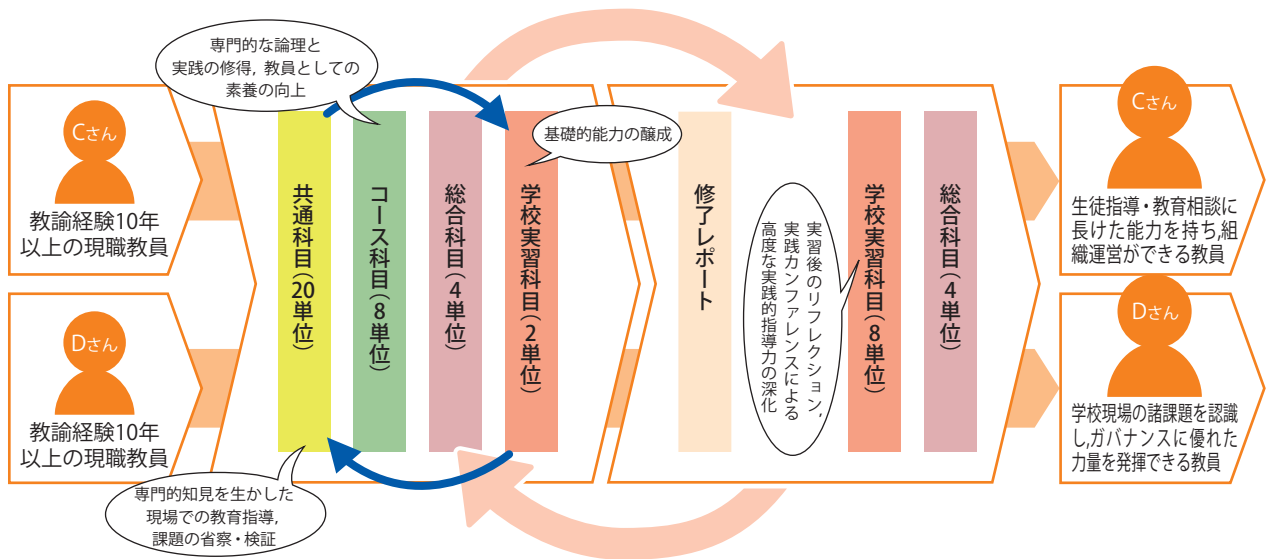 専門的な論理と
実践の修得，教員としての
素養の向上
Cさん
教諭経験10年
以上の現職教員
Dさん
教諭経験10年
以上の現職教員
共通科目（20単位）
コース科目（8単位）
総合科目（4単位）
学校実習科目（2単位）
基礎的能力の醸成
専門的知見を生かした
現場での教育指導，
課題の省察・検証
修了レポート
実習後のリフレクション，
実践カンファレンスによる
高度な実践的指導力の深化
学校実習科目（8単位）
総合科目（4単位）
Cさん
生徒指導・教育相談に
長けた能力を持ち,組
織運営ができる教員
Dさん
学校現場の諸課題を認識
し,ガバナンスに優れた
力量を発揮できる教員